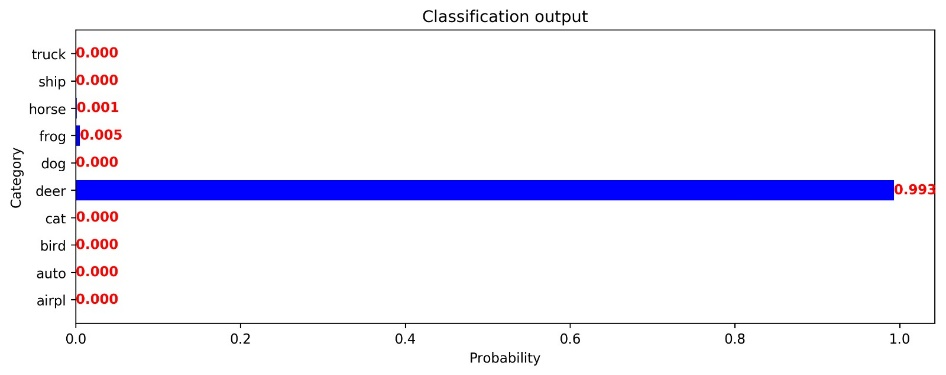 Classification output
truck 0.000
ship 0.000
horse 0.001
frog 0.005
dog 0.000
deer 0.993
cat 0.000
bird 0.000
auto 0.000
airpl 0.000
Category
0.0 0.2 0.4 0.6 0.8 1.0
Probability